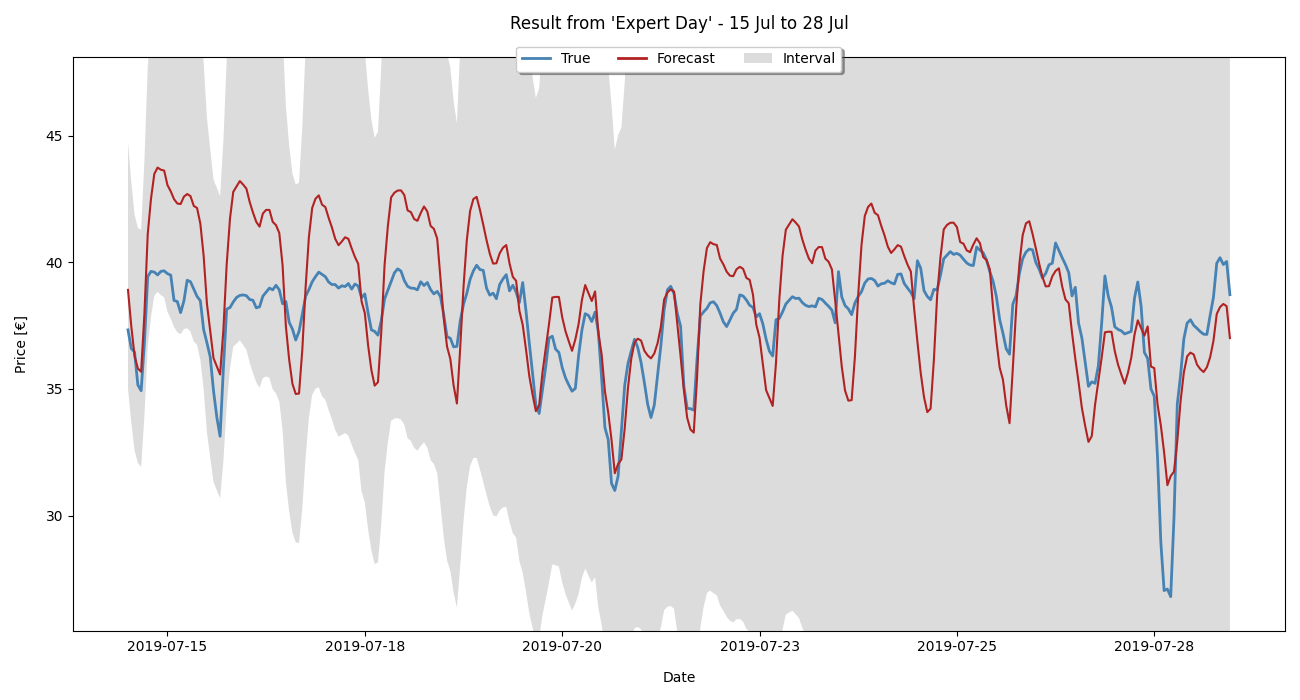 Result from 'Expert Day' - 15 Jul to 28 Jul
True Forecast Interval
45
40
35
30
Price [€]
2019-07-15 2019-07-18 2019-07-20 2019-07-23 2019-07-25 2019-07-28
Date